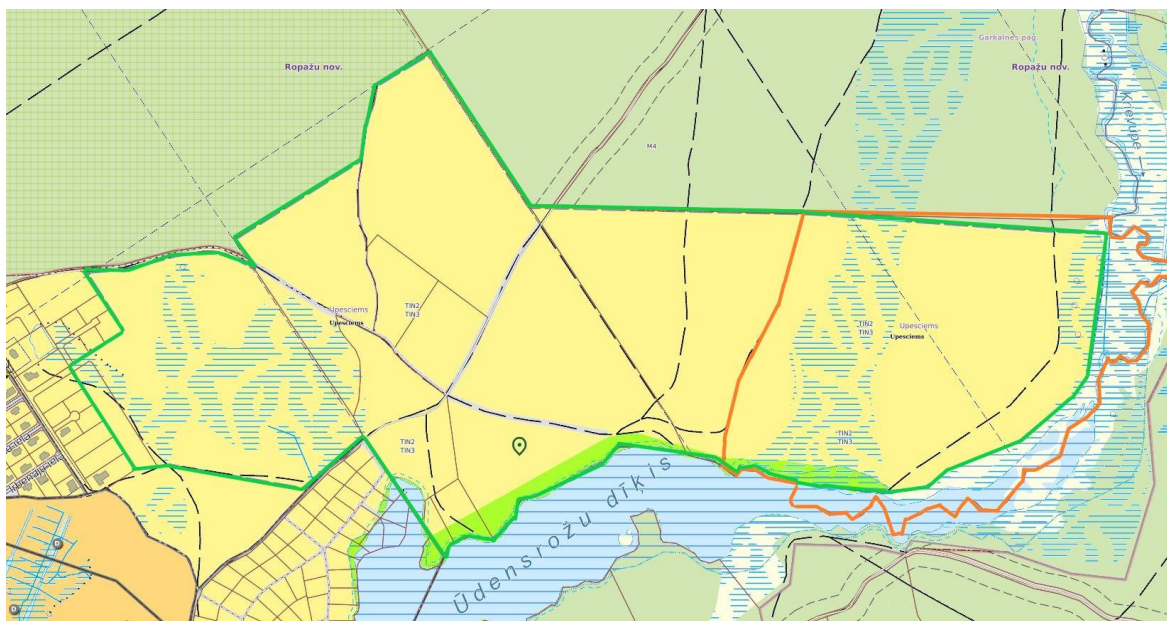 Garkalnes pag.
Ropažu nov.
Ropažu nov.
Krievupe
M4
TIN2
TIN3
Upesciems
Upesciems
TIN2
TIN3
Upesciems
Upesciems
TIN2
TIN3
TIN2
TIN3
Ūdensrožu dīķis
D
D